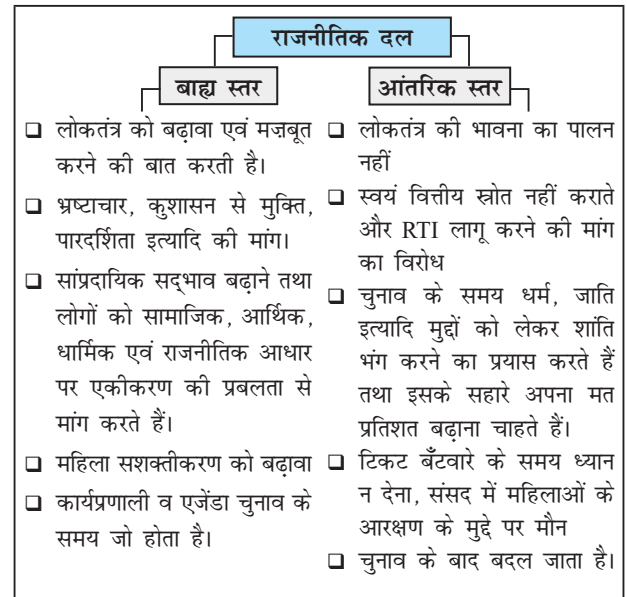 राजनीतिक दल
बाह्य स्तर
❑ लोकतंत्र को बढ़ावा एवं मज़बूत
करने की बात करती है।
❑ भ्रष्टाचार, कुशासन से मुक्ति,
पारदर्शिता इत्यादि की मांग।
❑ सांप्रदायिक सद्भाव बढ़ाने तथा
लोगों को सामाजिक, आर्थिक,
धार्मिक एवं राजनीतिक आधार
पर एकीकरण की प्रबलता से
मांग करते हैं।
❑ महिला सशक्तीकरण को बढ़ावा
❑ कार्यप्रणाली व एजेंडा चुनाव के
समय जो होता है।
आंतरिक स्तर
❑ लोकतंत्र की भावना का पालन
नहीं
❑ स्वयं वित्तीय स्रोत नहीं कराते
और RTI लागू करने की मांग
का विरोध
❑ चुनाव के समय धर्म, जाति
इत्यादि मुद्दों को लेकर शांति
भंग करने का प्रयास करते हैं
तथा इसके सहारे अपना मत
प्रतिशत बढ़ाना चाहते हैं।
❑ टिकट बँटवारे के समय ध्यान
न देना, संसद में महिलाओं के
आरक्षण के मुद्दे पर मौन
❑ चुनाव के बाद बदल जाता है।